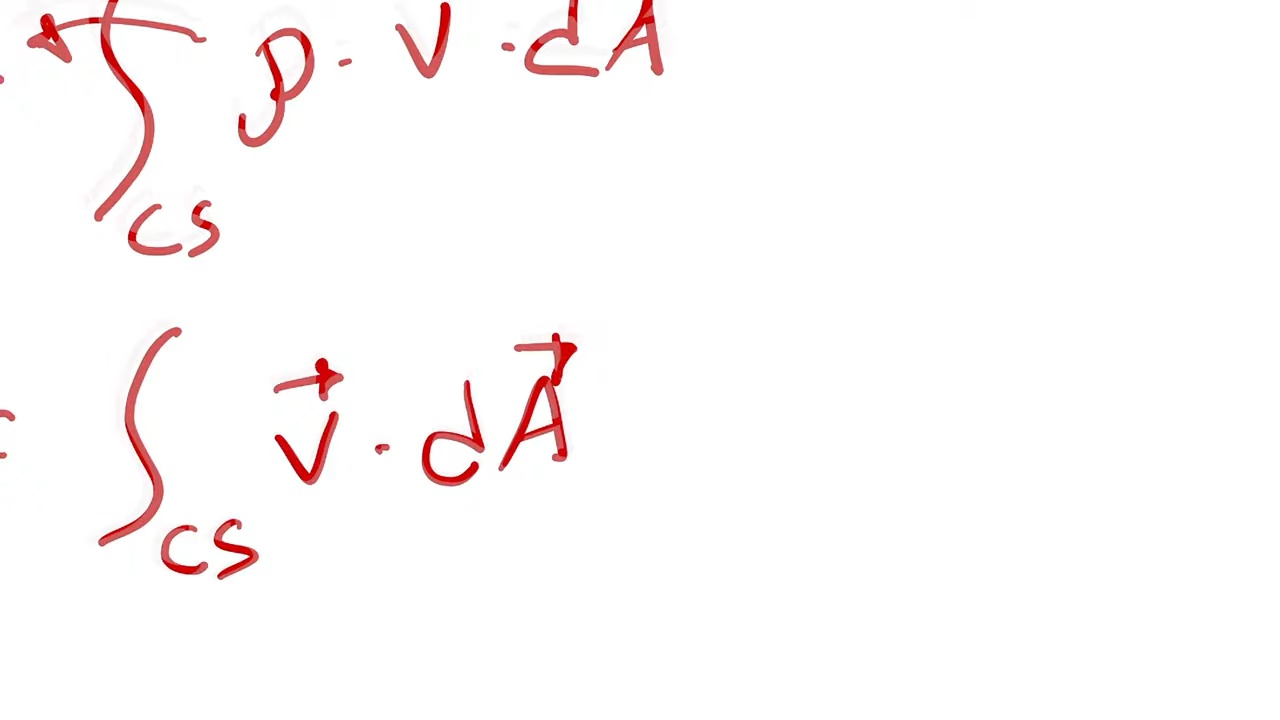 ∫_CS ρ · V · dA
= ∫_CS V⃗ · dA⃗